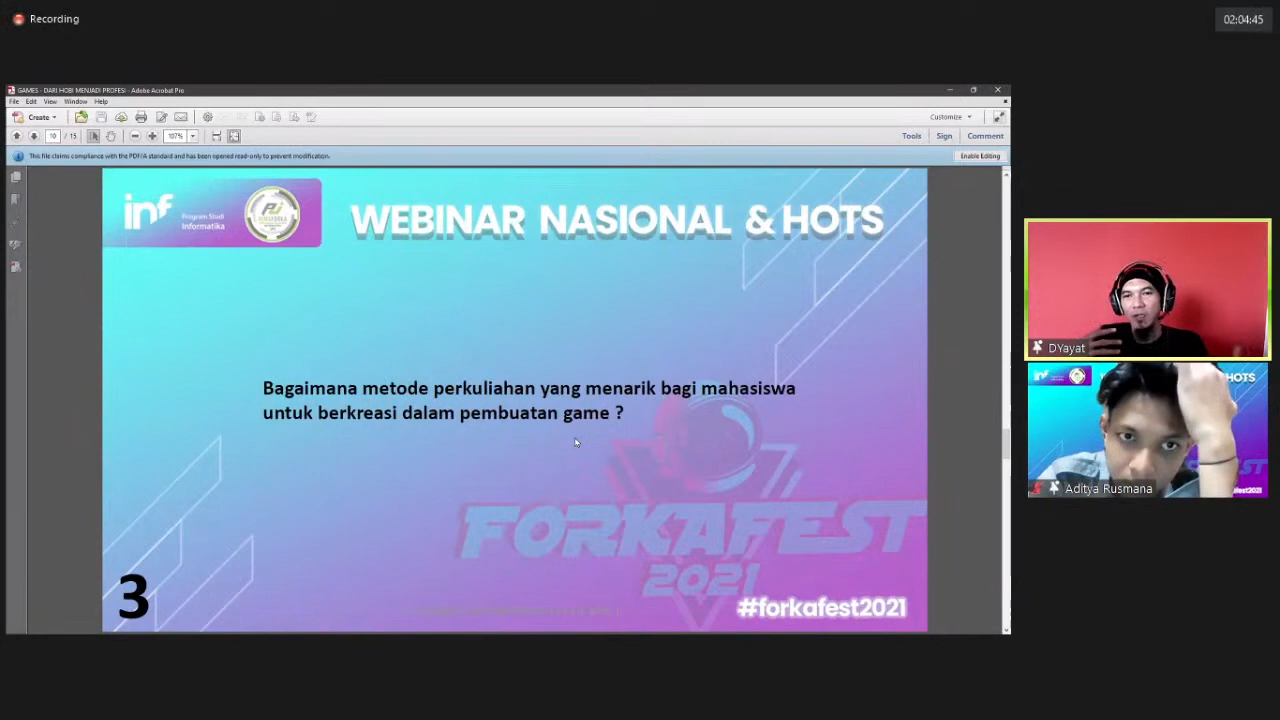 Recording
02:04:45
GAMES - DARI HOBI MENJADI PROFESI - Adobe Acrobat Pro
File Edit View Window Help
Create
Customize
10 / 15
107%
Tools Sign Comment
This file claims compliance with the PDF/A standard and has been opened read-only to prevent modification.
Enable Editing
inf Program Studi
Informatika
WEBINAR NASIONAL & HOTS
Bagaimana metode perkuliahan yang menarik bagi mahasiswa
untuk berkreasi dalam pembuatan game ?
FORKAFEST
2021
#forkafest2021
3
DYayat
inf
HOTS
Aditya Rusmana